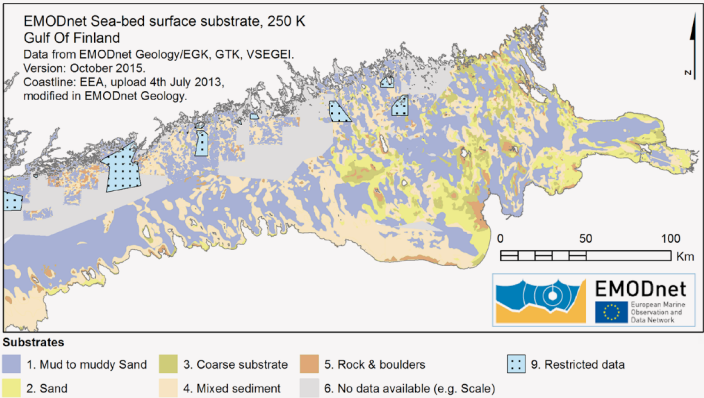 EMODnet Sea-bed surface substrate, 250 K
Gulf Of Finland
Data from EMODnet Geology/EGK, GTK, VSEGEI.
Version: October 2015.
Coastline: EEA, upload 4th July 2013,
modified in EMODnet Geology.
N
0 50 100
Km
EMODnet
European Marine
Observation and
Data Network
Substrates
1. Mud to muddy Sand
3. Coarse substrate
5. Rock & boulders
9. Restricted data
2. Sand
4. Mixed sediment
6. No data available (e.g. Scale)